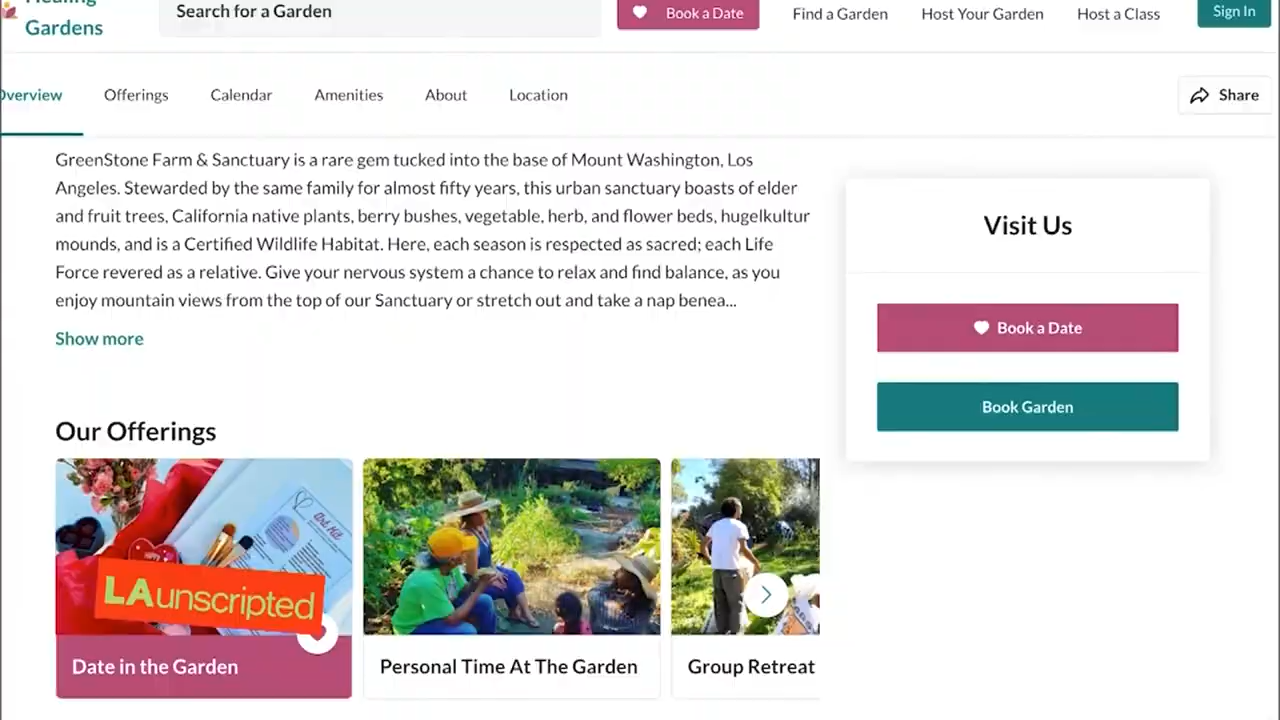 Healing
Gardens
Search for a Garden
Book a Date
Find a Garden
Host Your Garden
Host a Class
Sign In
Overview
Offerings
Calendar
Amenities
About
Location
Share
GreenStone Farm & Sanctuary is a rare gem tucked into the base of Mount Washington, Los
Angeles. Stewarded by the same family for almost fifty years, this urban sanctuary boasts of elder
and fruit trees, California native plants, berry bushes, vegetable, herb, and flower beds, hugelkultur
mounds, and is a Certified Wildlife Habitat. Here, each season is respected as sacred; each Life
Force revered as a relative. Give your nervous system a chance to relax and find balance, as you
enjoy mountain views from the top of our Sanctuary or stretch out and take a nap benea...
Show more
Visit Us
Book a Date
Book Garden
Our Offerings
Art Kit
LAunscripted
Date in the Garden
Personal Time At The Garden
Group Retreat